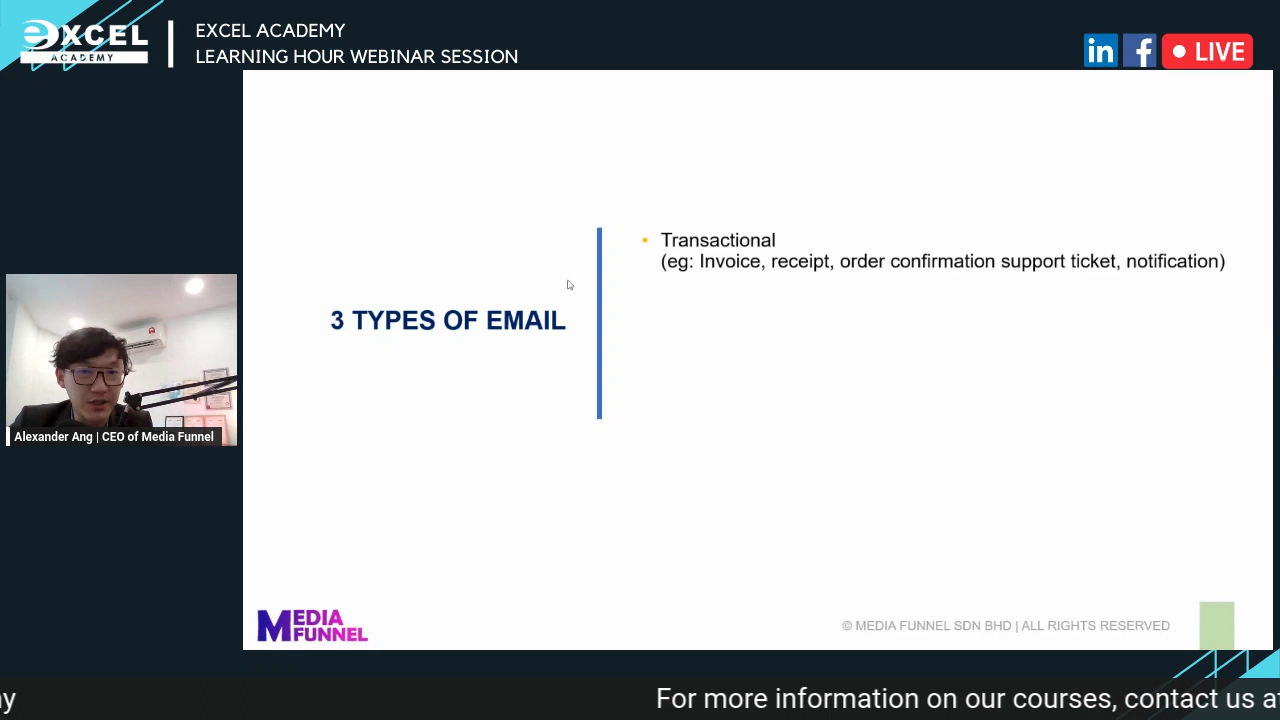 eXCEL
ACADEMY
EXCEL ACADEMY
LEARNING HOUR WEBINAR SESSION
in
f
LIVE
• Transactional
(eg: Invoice, receipt, order confirmation support ticket, notification)
3 TYPES OF EMAIL
Alexander Ang | CEO of Media Funnel
MEDIA
FUNNEL
© MEDIA FUNNEL SDN BHD | ALL RIGHTS RESERVED
For more information on our courses, contact us